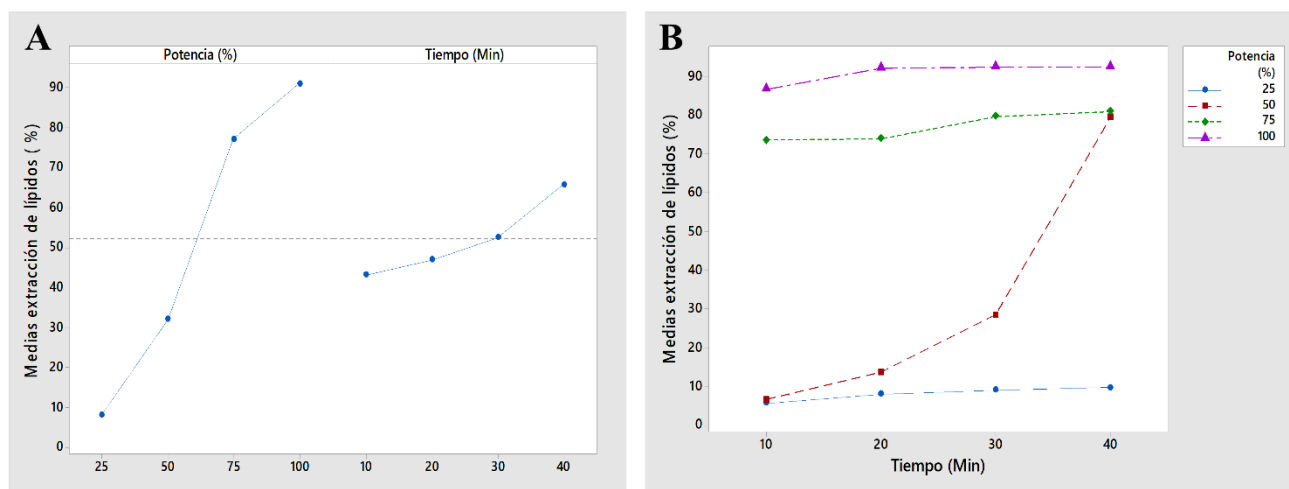 A
Potencia (%)
Tiempo (Min)
Medias extracción de lípidos ( %)
90
80
70
60
50
40
30
20
10
0
25 50 75 100 10 20 30 40
B
Medias extracción de lípidos (%)
90
80
70
60
50
40
30
20
10
0
10 20 30 40
Tiempo (Min)
Potencia
(%)
25
50
75
100